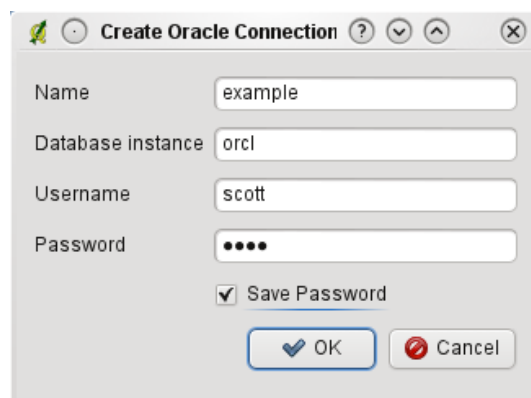 Create Oracle Connection
Name example
Database instance orcl
Username scott
Password ••••
Save Password
OK Cancel